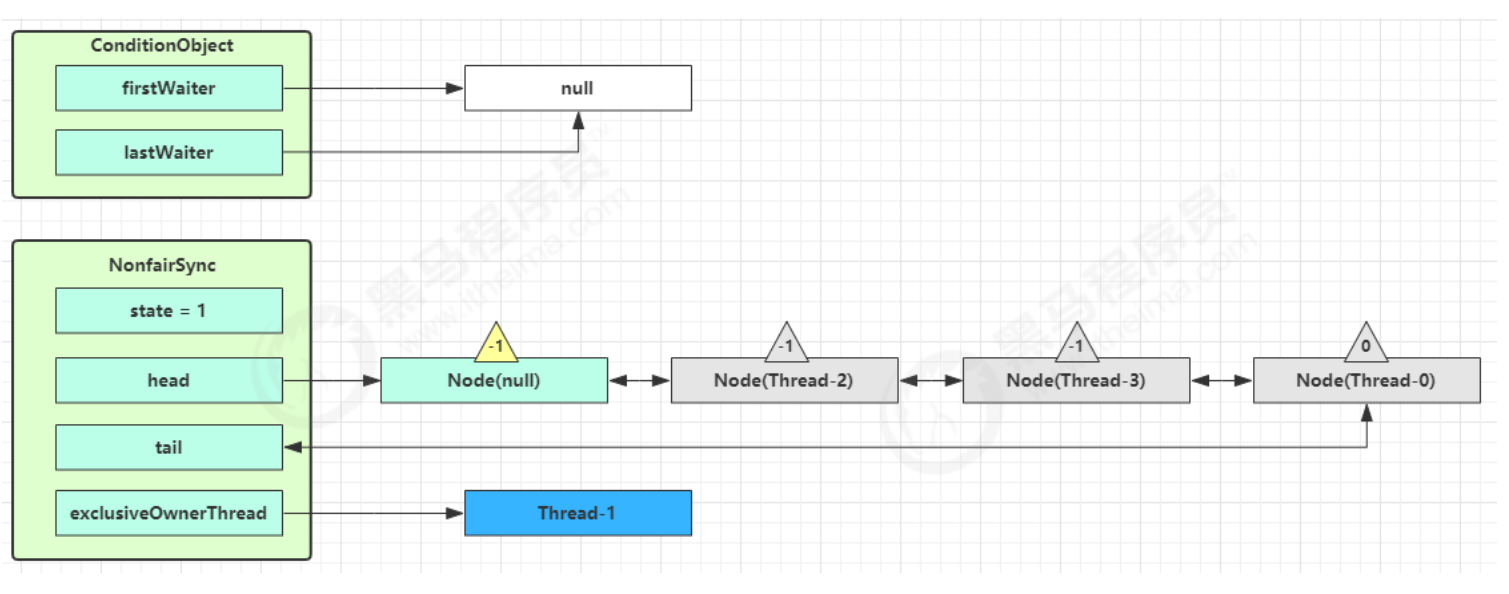 ConditionObject
firstWaiter
null
lastWaiter
NonfairSync
state = 1
-1
-1
-1
0
head
Node(null)
Node(Thread-2)
Node(Thread-3)
Node(Thread-0)
tail
exclusiveOwnerThread
Thread-1
黑马程序员
www.itheima.com
黑马程序员
www.itheima.com